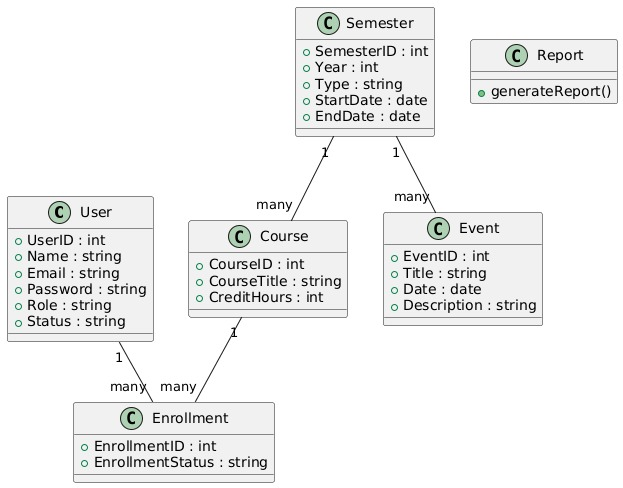 C Semester
+ SemesterID : int
+ Year : int
+ Type : string
+ StartDate : date
+ EndDate : date
C Report
+ generateReport()
1
1
many
many
C User
+ UserID : int
+ Name : string
+ Email : string
+ Password : string
+ Role : string
+ Status : string
C Course
+ CourseID : int
+ CourseTitle : string
+ CreditHours : int
C Event
+ EventID : int
+ Title : string
+ Date : date
+ Description : string
1
1
many
many
C Enrollment
+ EnrollmentID : int
+ EnrollmentStatus : string